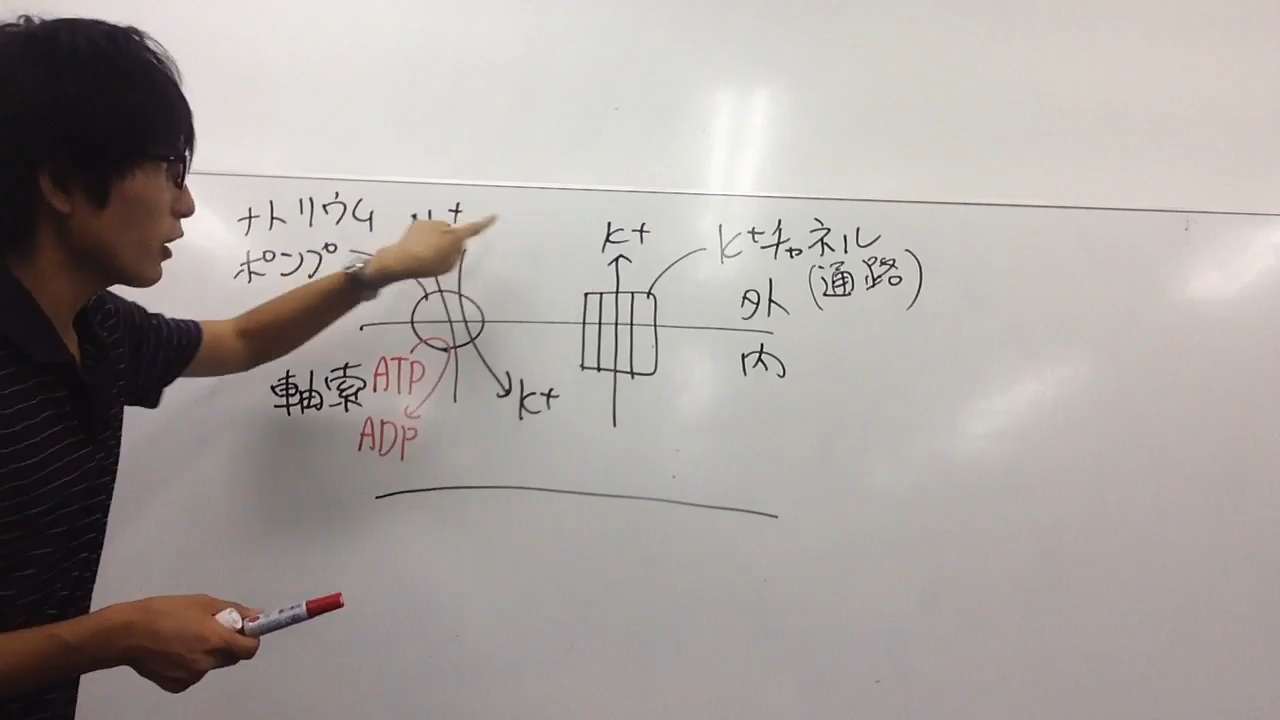 ナトリウム
ポンプ
K+
K+チャネル
(通路)
外
内
軸索
ATP
ADP
K+